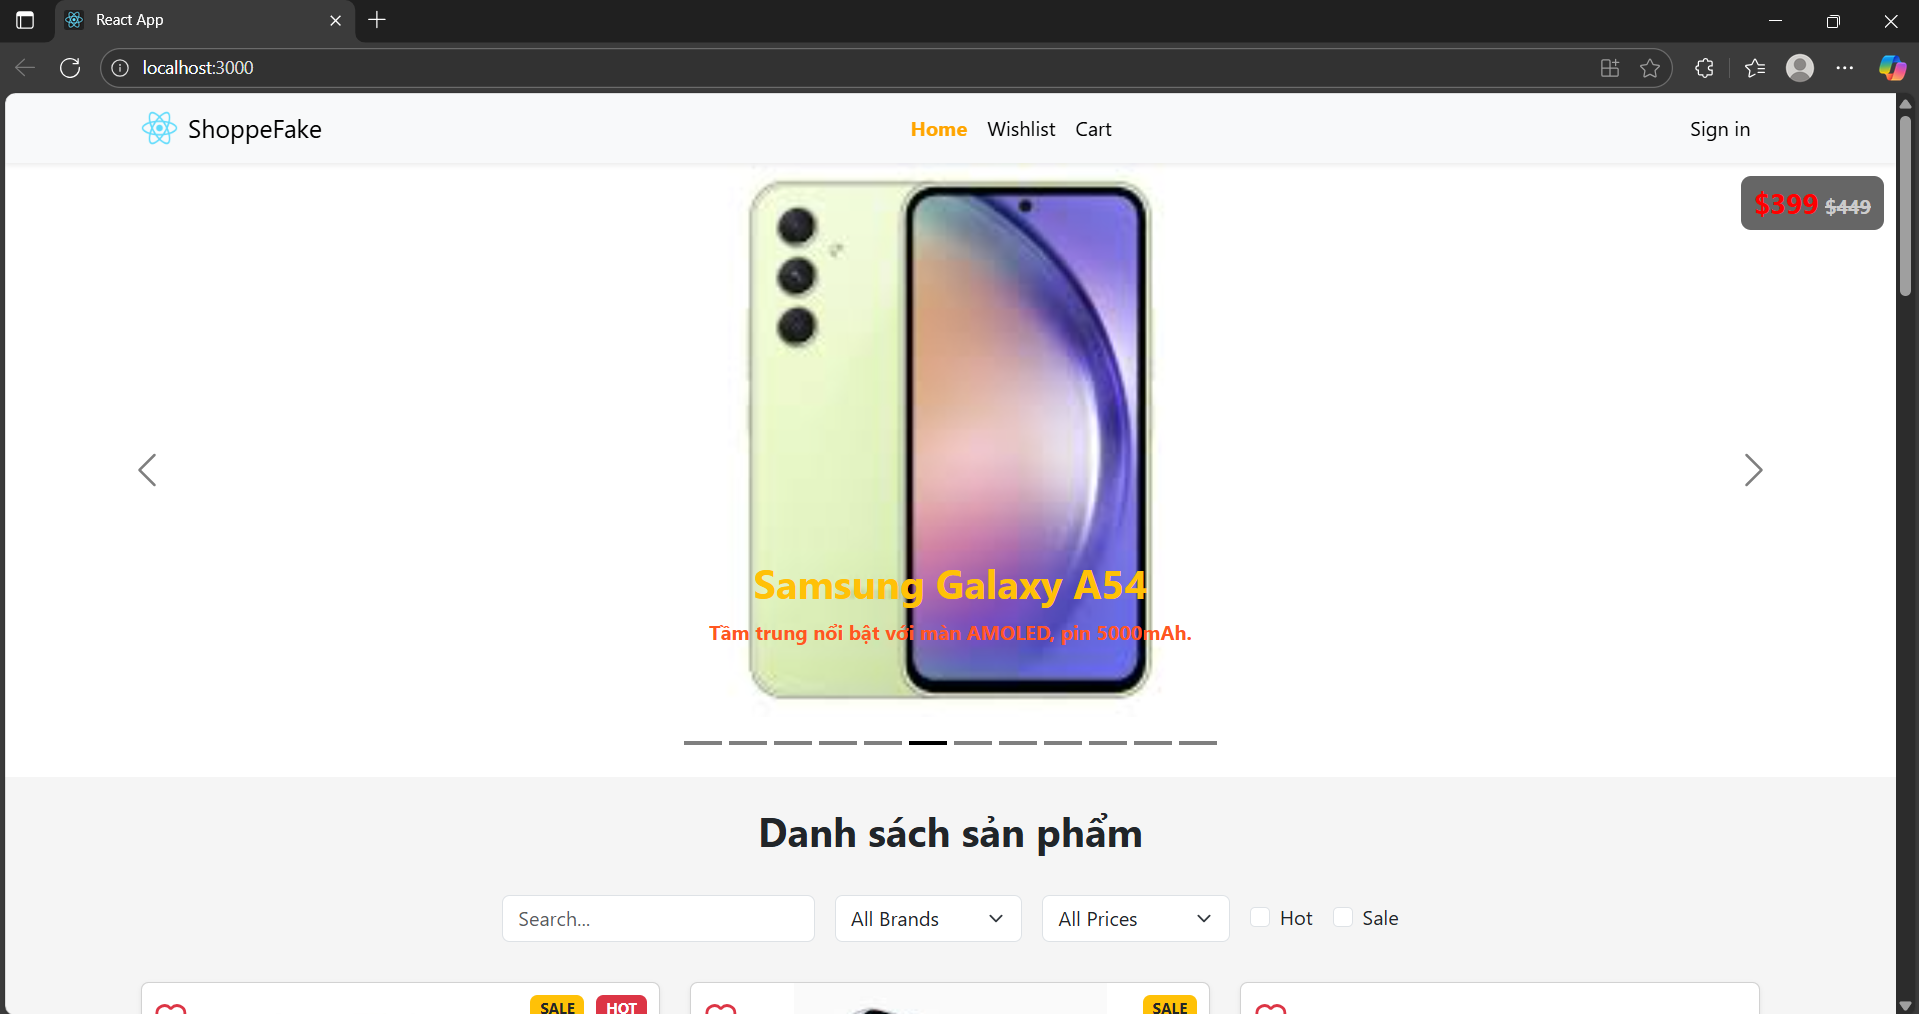 React App
localhost:3000
ShoppeFake
Home Wishlist Cart
Sign in
$399 $449
Samsung Galaxy A54
Tầm trung nổi bật với màn AMOLED, pin 5000mAh.
Danh sách sản phẩm
Search...
All Brands
All Prices
Hot
Sale
SALE HOT
SALE